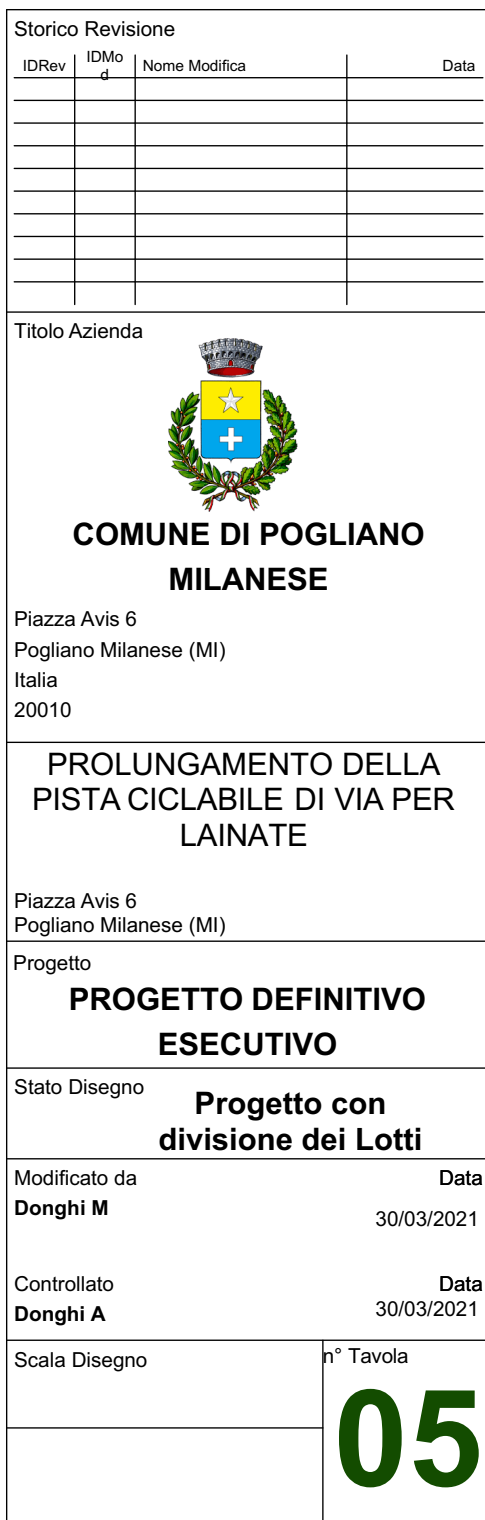 Storico Revisione
IDRev IDMo
d Nome Modifica Data
Titolo Azienda
COMUNE DI POGLIANO
MILANESE
Piazza Avis 6
Pogliano Milanese (MI)
Italia
20010
PROLUNGAMENTO DELLA
PISTA CICLABILE DI VIA PER
LAINATE
Piazza Avis 6
Pogliano Milanese (MI)
Progetto
PROGETTO DEFINITIVO
ESECUTIVO
Stato Disegno
Progetto con
divisione dei Lotti
Modificato da Data
Donghi M 30/03/2021
Controllato Data
Donghi A 30/03/2021
Scala Disegno n° Tavola
05